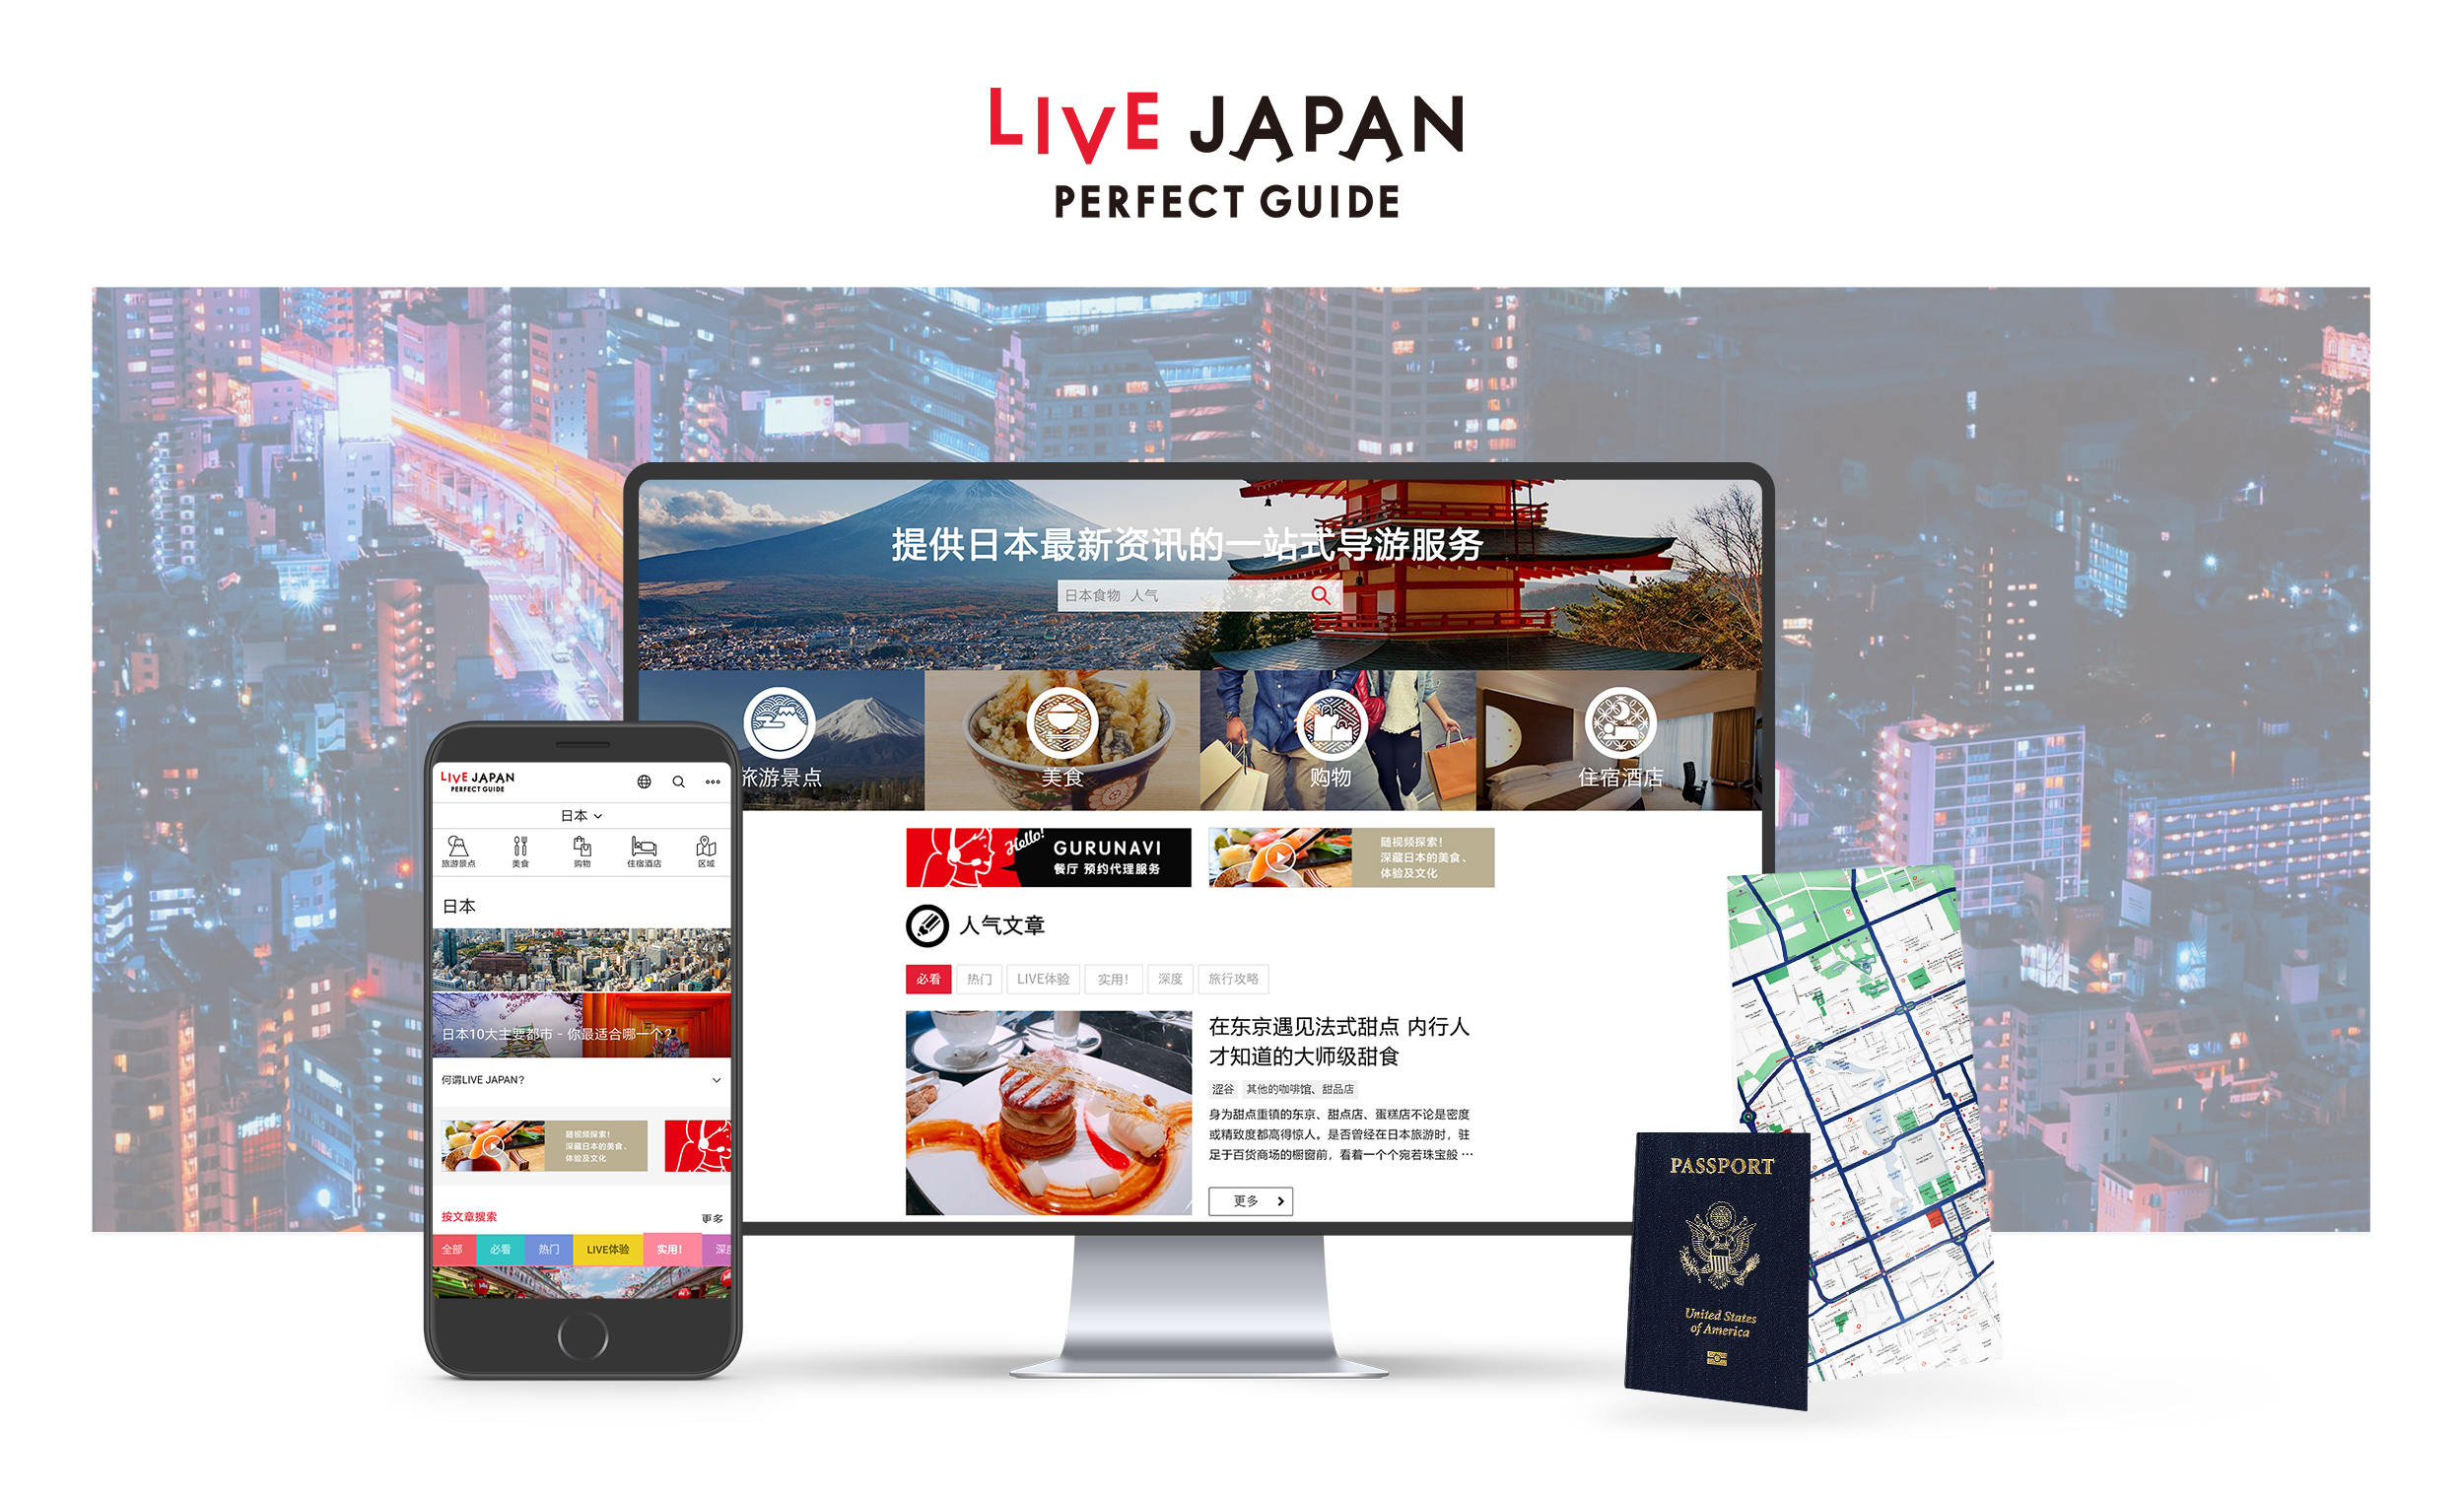 LIVE JAPAN
PERFECT GUIDE
提供日本最新资讯的一站式导游服务
日本食物 人气
旅游景点
美食
购物
住宿酒店
Hello!
GURUNAVI
餐厅 预约代理服务
随视频探索!
深藏日本的美食、
体验及文化
人气文章
必看
热门
LIVE体验
实用!
深度
旅行攻略
在东京遇见法式甜点 内行人
才知道的大师级甜食
涩谷
其他的咖啡馆、甜品店
身为甜点重镇的东京、甜点店、蛋糕店不论是密度
或精致度都高得惊人。是否曾经在日本旅游时，驻
足于百货商场的橱窗前，看着一个个宛若珠宝般 …
更多
LIVE JAPAN
PERFECT GUIDE
日本
旅游景点
美食
购物
住宿酒店
区域
日本
4 / 5
日本10大主要都市 - 你最适合哪一个?
何谓LIVE JAPAN?
随视频探索!
深藏日本的美食、
体验及文化
按文章搜索
更多
全部
必看
热门
LIVE体验
实用!
深度
PASSPORT
United States
of America